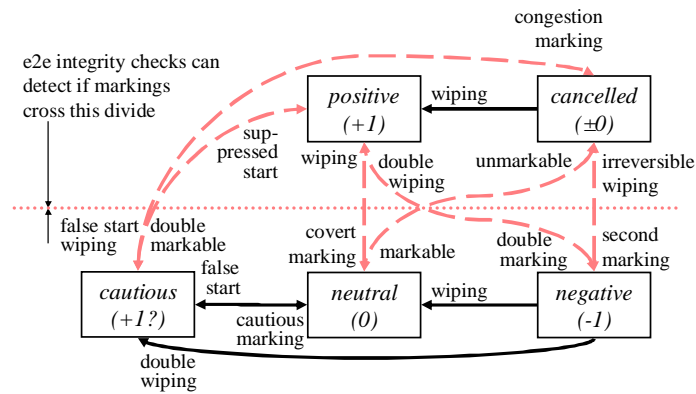 congestion
marking
e2e integrity checks can
detect if markings
cross this divide
positive
(+1)
wiping
cancelled
(±0)
sup-
pressed
start
wiping
double
wiping
unmarkable
irreversible
wiping
false start
wiping
double
markable
covert
marking
markable
double
marking
second
marking
false
start
cautious
(+1?)
cautious
marking
neutral
(0)
wiping
negative
(-1)
double
wiping